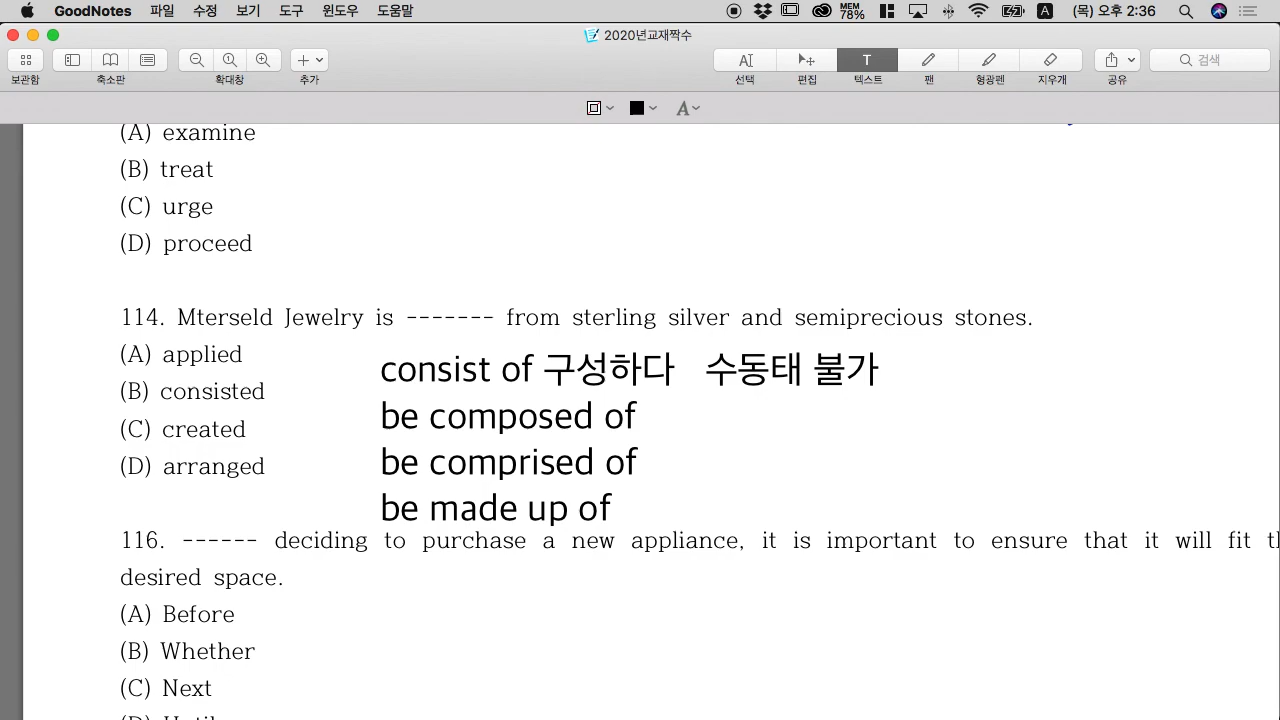 GoodNotes 파일 수정 보기 도구 윈도우 도움말 MEM 78% A (목) 오후 2:36
2020년교재짝수
보관함 축소판 확대창 추가 선택 편집 텍스트 펜 형광펜 지우개 공유 검색
(A) examine
(B) treat
(C) urge
(D) proceed
114. Mterseld Jewelry is ------- from sterling silver and semiprecious stones.
(A) applied
(B) consisted
(C) created
(D) arranged
consist of 구성하다 수동태 불가
be composed of
be comprised of
be made up of
116. ------ deciding to purchase a new appliance, it is important to ensure that it will fit
desired space.
(A) Before
(B) Whether
(C) Next